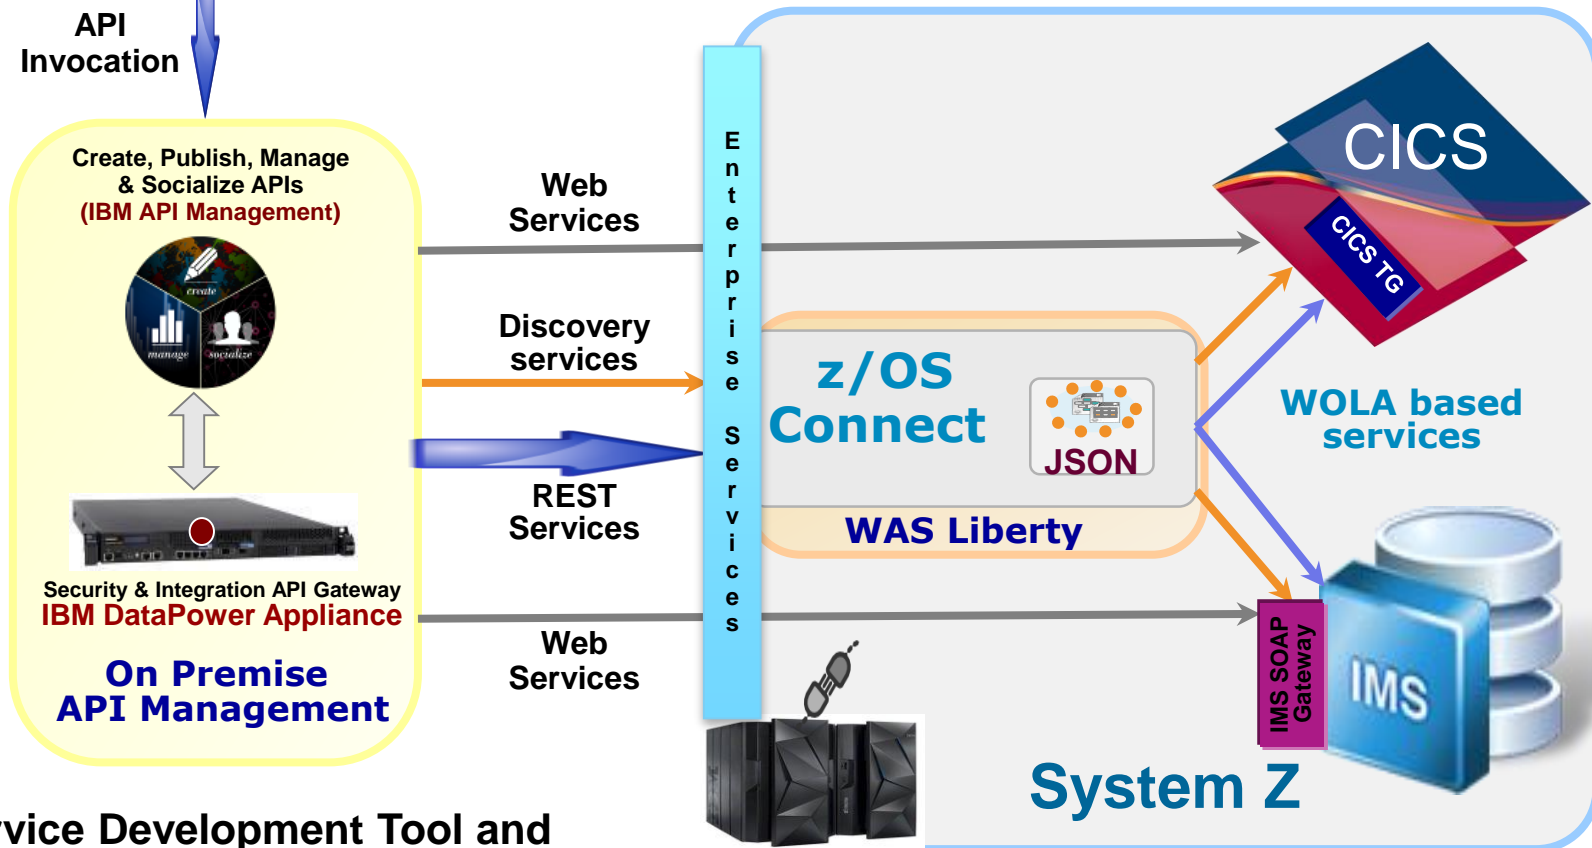 API
Invocation
Create, Publish, Manage
& Socialize APIs
(IBM API Management)
create
manage
socialize
Security & Integration API Gateway
IBM DataPower Appliance
On Premise
API Management
Web
Services
Discovery
services
REST
Services
Web
Services
Enterprise Services
z/OS
Connect
JSON
WAS Liberty
CICS
CICS TG
WOLA based
services
IMS SOAP
Gateway
IMS
System Z
rvice Development Tool and